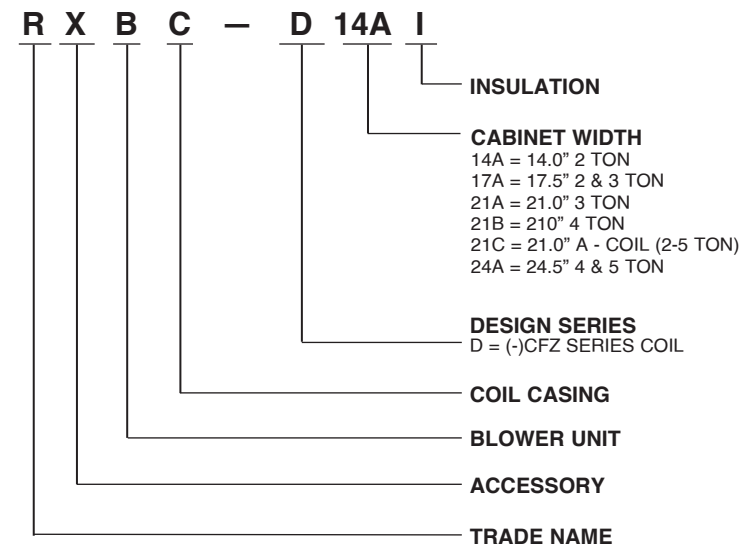 R X B C — D 14A I
INSULATION
CABINET WIDTH
14A = 14.0” 2 TON
17A = 17.5” 2 & 3 TON
21A = 21.0” 3 TON
21B = 210” 4 TON
21C = 21.0” A - COIL (2-5 TON)
24A = 24.5” 4 & 5 TON
DESIGN SERIES
D = (-)CFZ SERIES COIL
COIL CASING
BLOWER UNIT
ACCESSORY
TRADE NAME